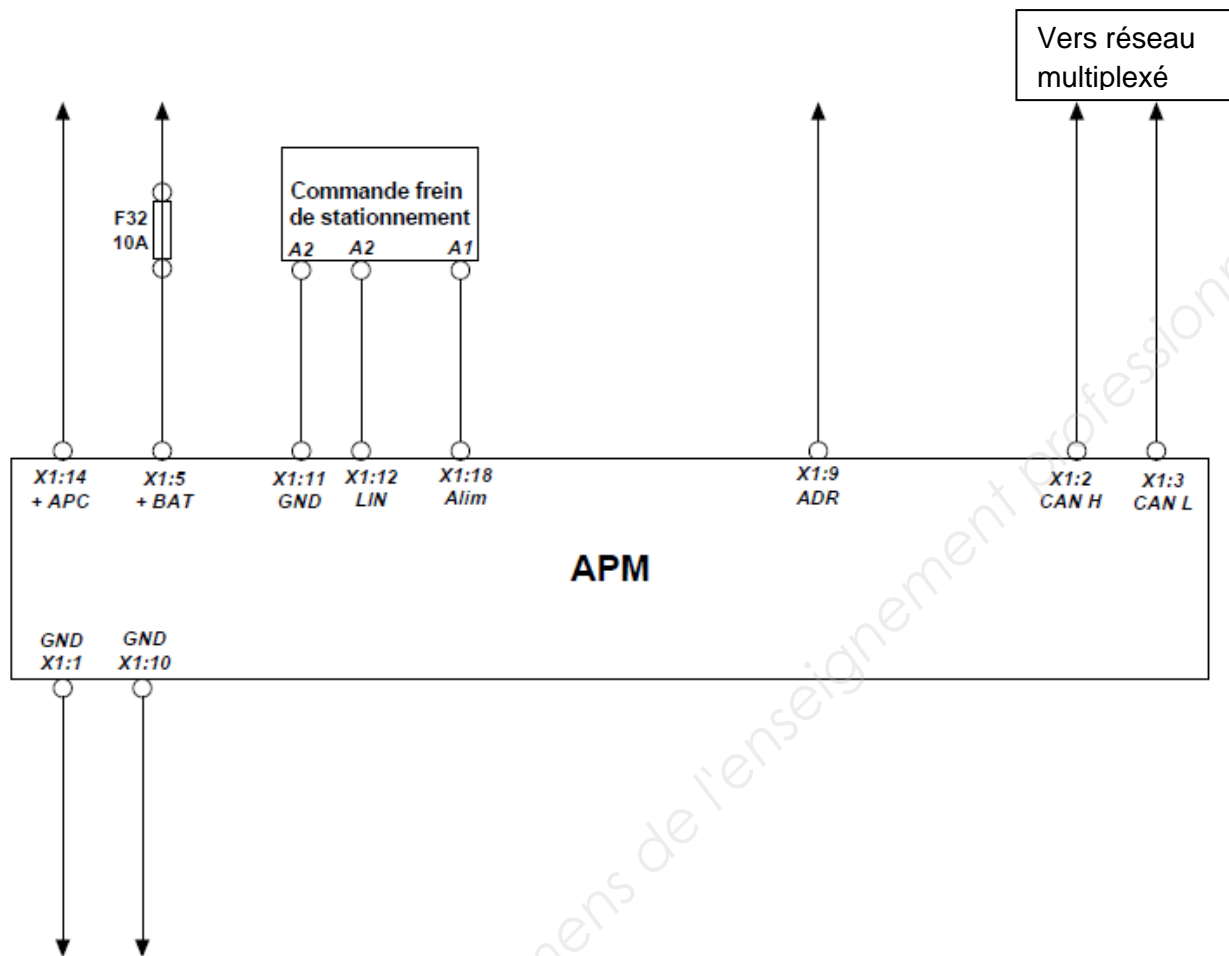 Vers réseau
multiplexé
F32
10A
Commande frein
de stationnement
A2 A2 A1
X1:14 X1:5 X1:11 X1:12 X1:18 X1:9 X1:2 X1:3
+ APC + BAT GND LIN Alim ADR CAN H CAN L
APM
GND GND
X1:1 X1:10
de l'enseignement